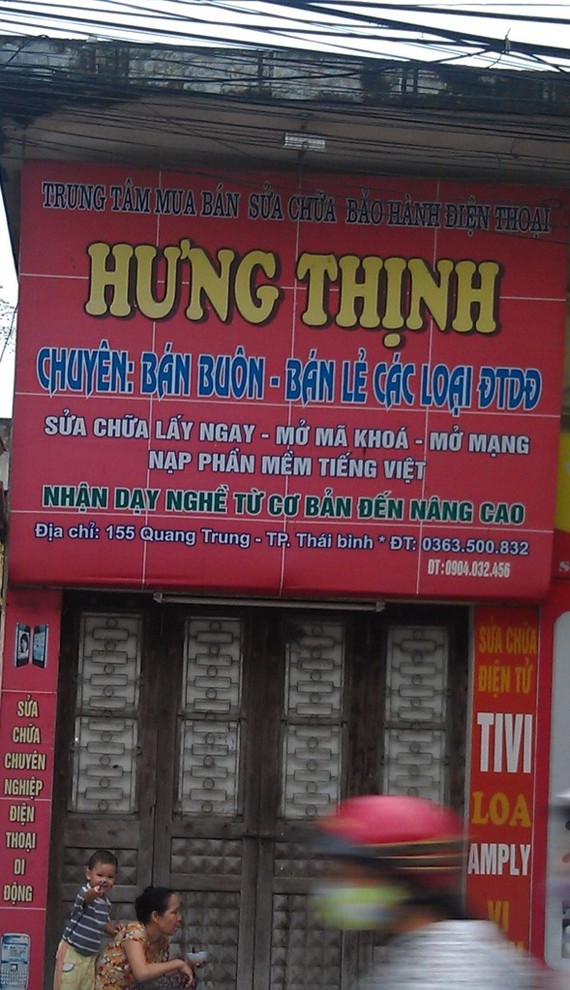 TRUNG TÂM MUA BÁN SỬA CHỮA BẢO HÀNH ĐIỆN THOẠI
HƯNG THỊNH
CHUYÊN: BÁN BUÔN - BÁN LẺ CÁC LOẠI ĐTDĐ
SỬA CHỮA LẤY NGAY - MỞ MÃ KHOÁ - MỞ MẠNG
NẠP PHẦN MỀM TIẾNG VIỆT
NHẬN DẠY NGHỀ TỪ CƠ BẢN ĐẾN NÂNG CAO
Địa chỉ: 155 Quang Trung - TP. Thái bình * ĐT: 0363.500.832
ĐT: 0904.032.456
SỬA
CHỮA
CHUYÊN
NGHIỆP
ĐIỆN
THOẠI
DI
ĐỘNG
SỬA CHỮA
ĐIỆN TỬ
TIVI
LOA
AMPLY
VI